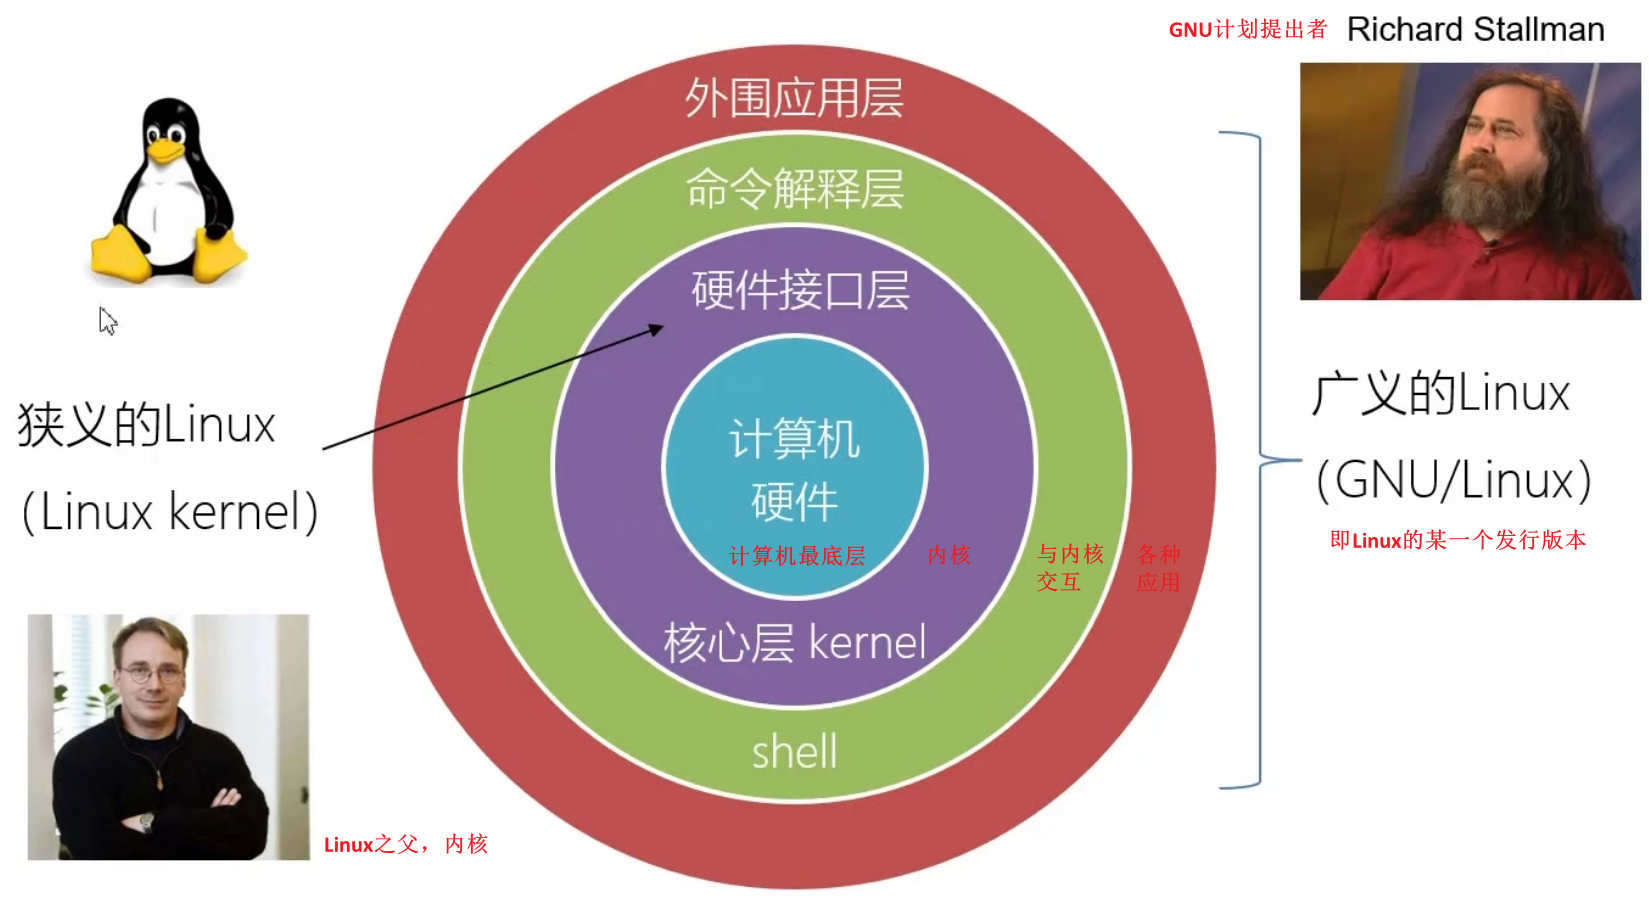 GNU计划提出者 Richard Stallman
外围应用层
命令解释层
硬件接口层
狭义的Linux
(Linux kernel)
计算机
硬件
计算机最底层
内核
与内核
交互
各种
应用
核心层 kernel
shell
广义的Linux
(GNU/Linux)
即Linux的某一个发行版本
Linux之父，内核